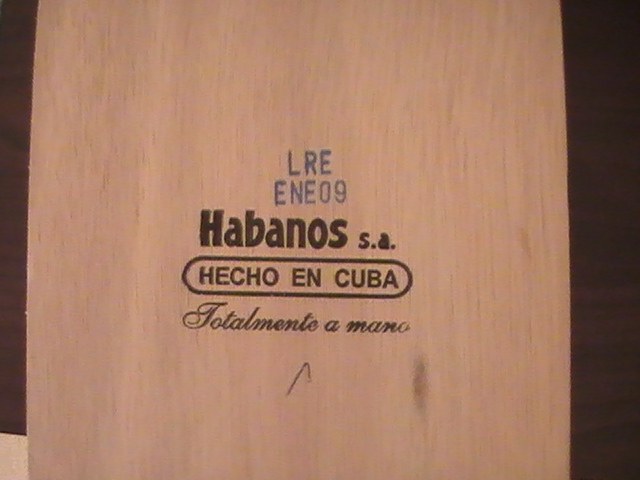 LRE
ENE09
Habanos s.a.
HECHO EN CUBA
Totalmente a mano